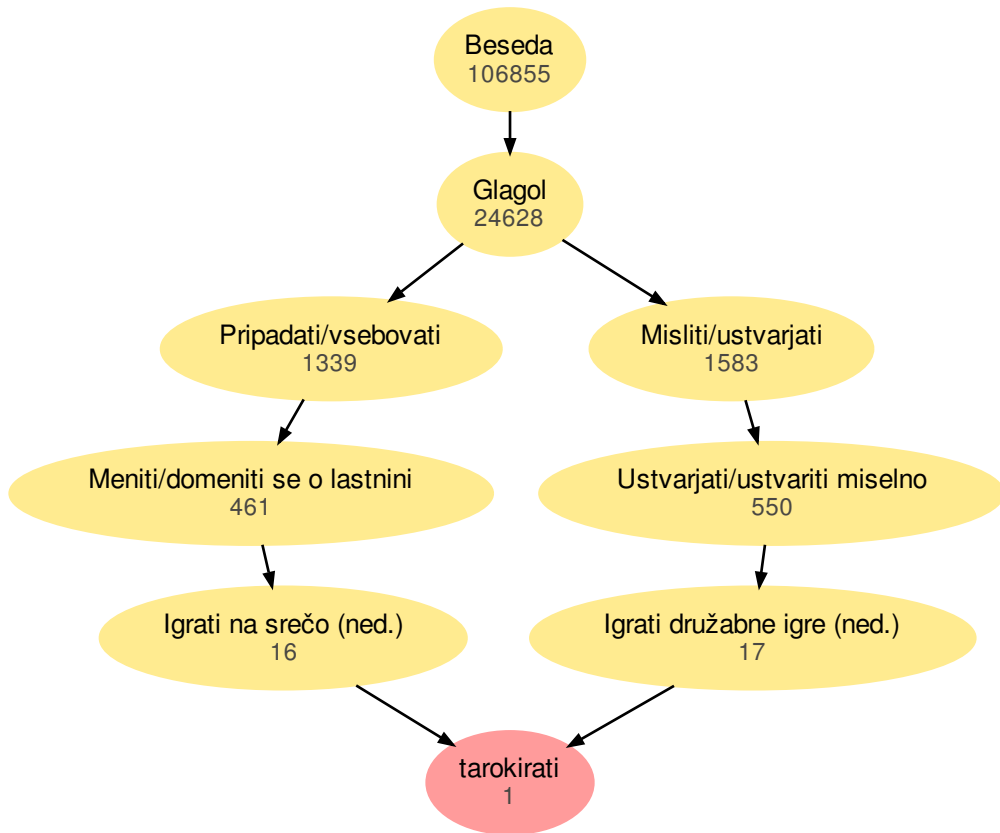 Beseda
106855
Glagol
24628
Pripadati/vsebovati
1339
Misliti/ustvarjati
1583
Meniti/domeniti se o lastnini
461
Ustvarjati/ustvariti miselno
550
Igrati na srečo (ned.)
16
Igrati družabne igre (ned.)
17
tarokirati
1